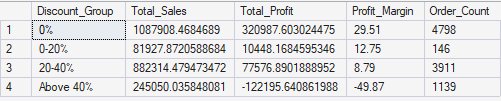 Discount_Group Total_Sales Total_Profit Profit_Margin Order_Count
1 0% 1087908.4684689 320987.603024475 29.51 4798
2 0-20% 81927.8720588684 10448.1684595346 12.75 146
3 20-40% 882314.479473472 77576.8901888952 8.79 3911
4 Above 40% 245050.035848081 -122195.640861988 -49.87 1139